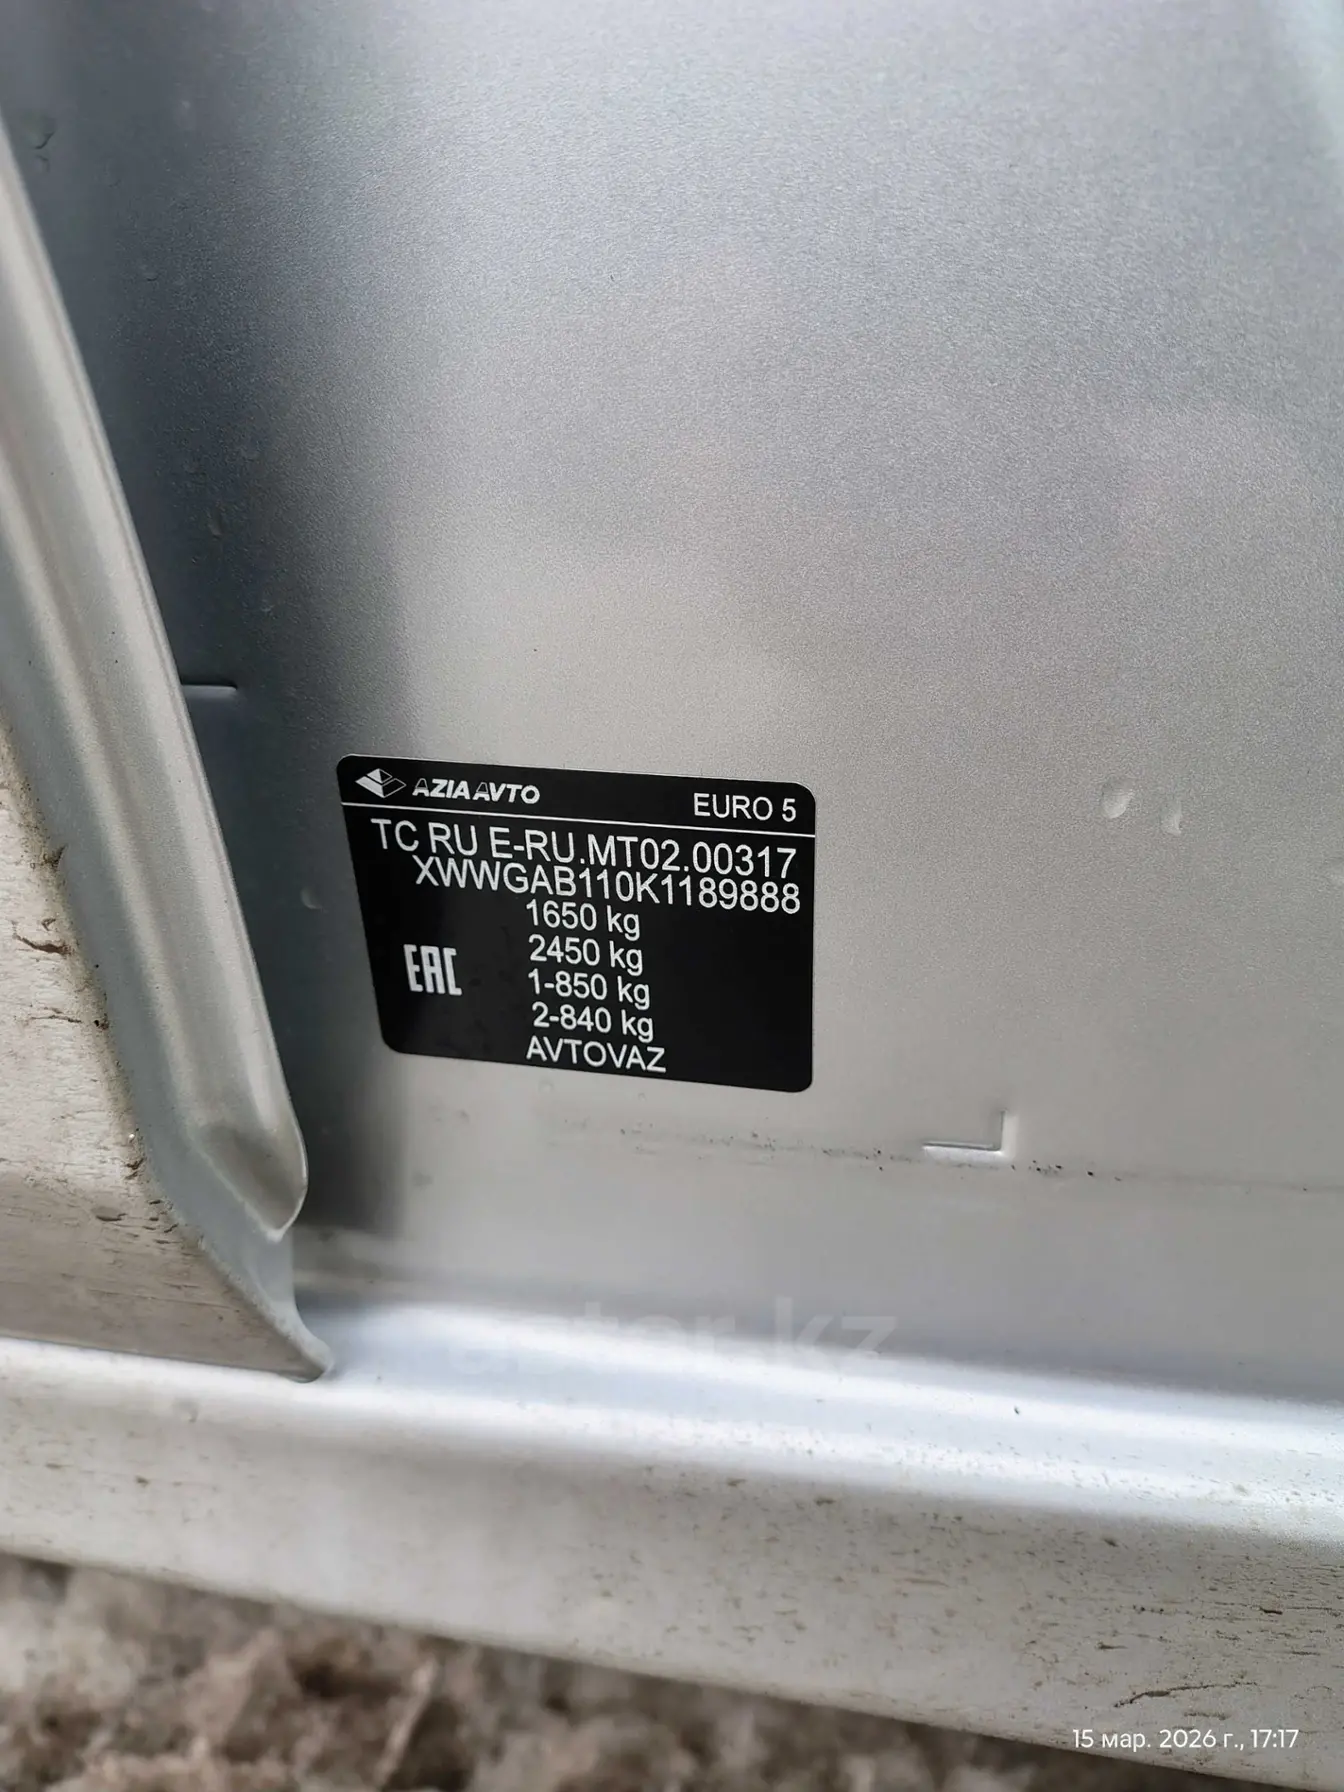 AZIA AVTO
EURO 5
TC RU E-RU.MT02.00317
XWWGAB110K1189888
1650 kg
2450 kg
1-850 kg
2-840 kg
EAC
AVTOVAZ
15 мар. 2026 г., 17:17